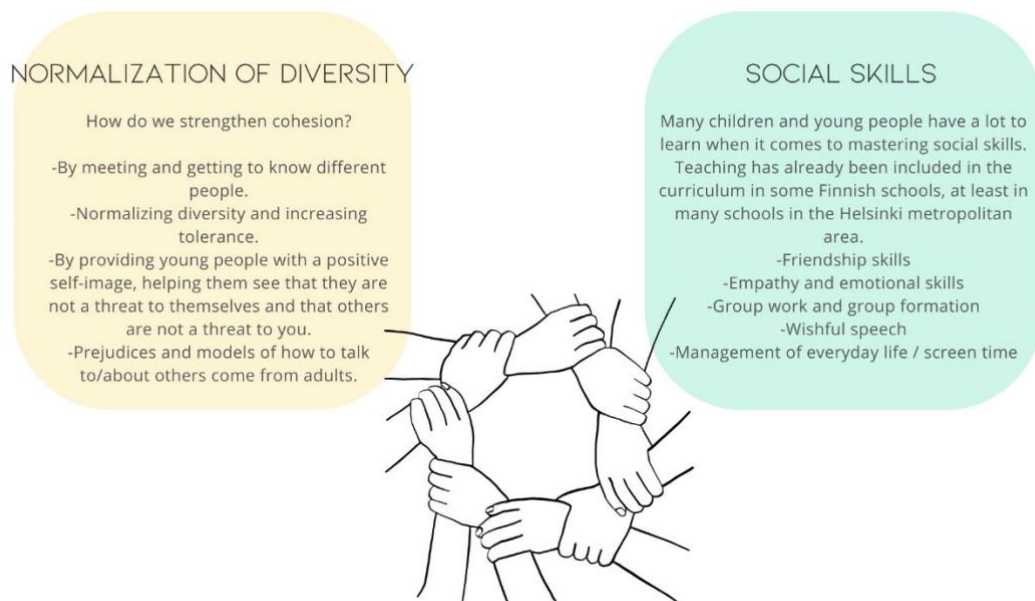 NORMALIZATION OF DIVERSITY
How do we strengthen cohesion?
-By meeting and getting to know different
people.
-Normalizing diversity and increasing
tolerance.
-By providing young people with a positive
self-image, helping them see that they are
not a threat to themselves and that others
are not a threat to you.
-Prejudices and models of how to talk
to/about others come from adults.
SOCIAL SKILLS
Many children and young people have a lot to
learn when it comes to mastering social skills.
Teaching has already been included in the
curriculum in some Finnish schools, at least in
many schools in the Helsinki metropolitan
area.
-Friendship skills
-Empathy and emotional skills
-Group work and group formation
-Wishful speech
-Management of everyday life / screen time